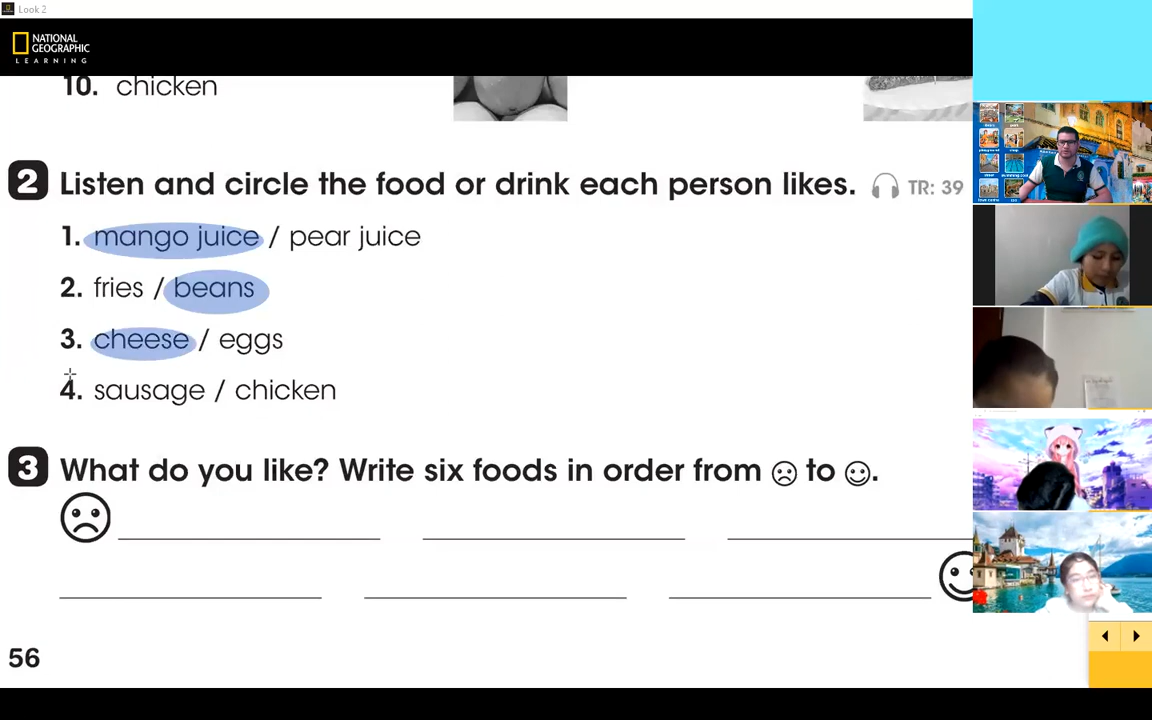 Look 2
NATIONAL
GEOGRAPHIC
LEARNING
10. chicken
2 Listen and circle the food or drink each person likes. TR: 39
1. mango juice / pear juice
2. fries / beans
3. cheese / eggs
4. sausage / chicken
3 What do you like? Write six foods in order from to .
56